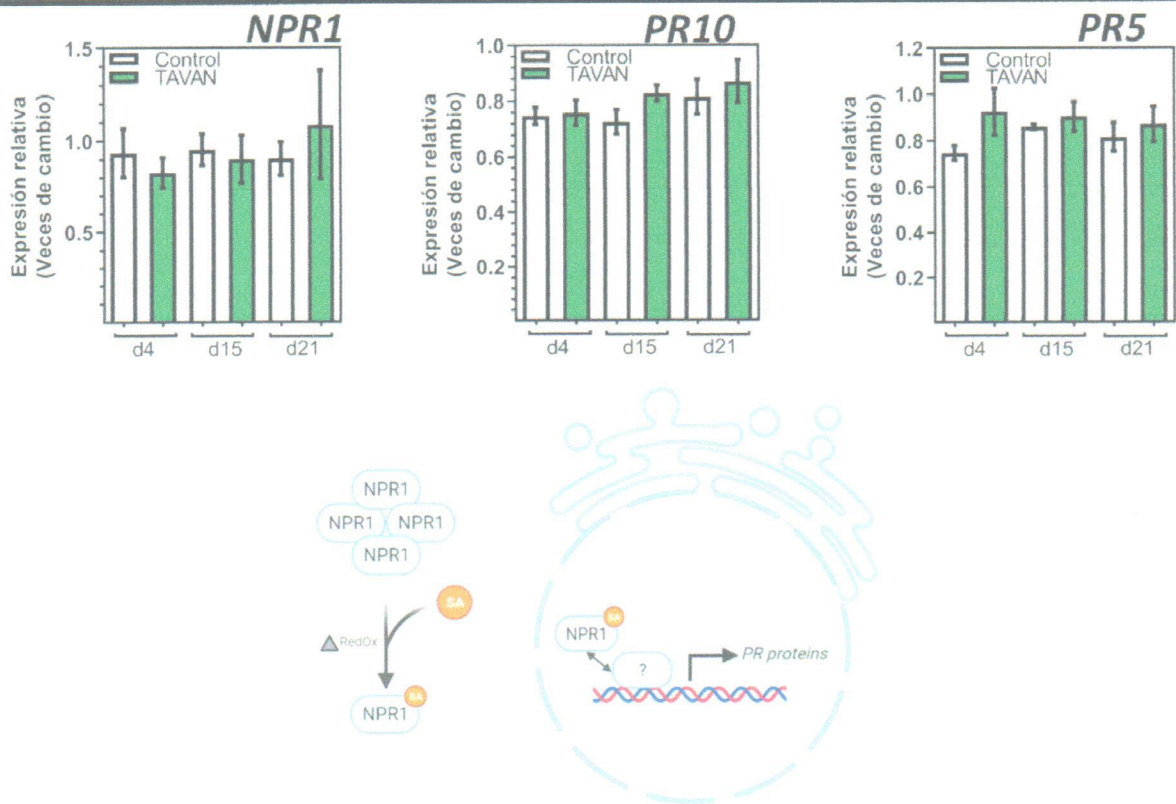 NPR1
1.5
1.0
0.5
Expresión relativa
(Veces de cambio)
Control
TAVAN
d4
d15
d21
PR10
1.0
0.8
0.6
0.4
0.2
Expresión relativa
(Veces de cambio)
Control
TAVAN
d4
d15
d21
PR5
1.2
1.0
0.8
0.6
0.4
0.2
Expresión relativa
(Veces de cambio)
Control
TAVAN
d4
d15
d21
NPR1
NPR1 NPR1
NPR1
SA
RedOx
SA
NPR1
SA
NPR1
?
PR proteins